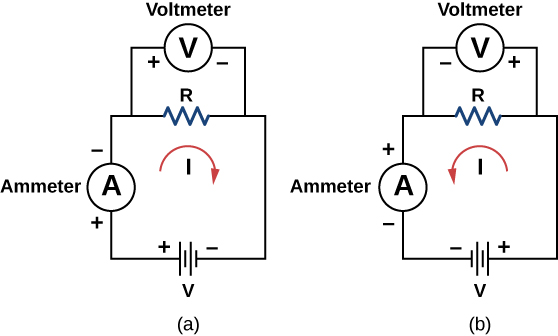 Voltmeter Voltmeter
V V
+ − − +
R R
− +
I I
Ammeter A Ammeter A
+ −
+ − − +
V V
(a) (b)